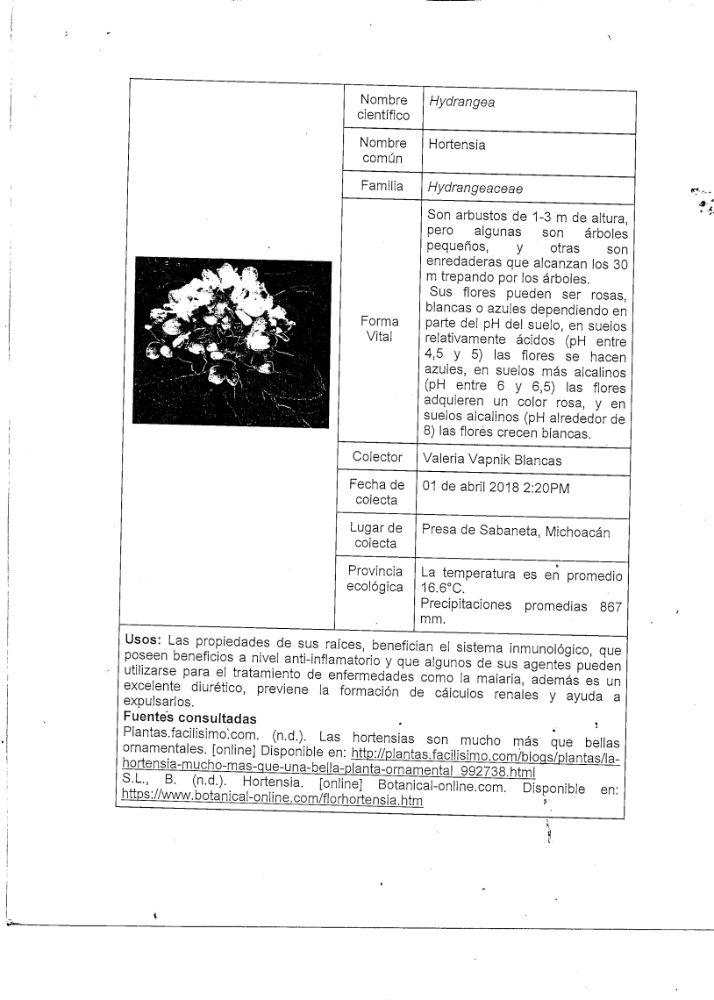 Nombre científico
Hydrangea
Nombre común
Hortensia
Familia
Hydrangeaceae
Forma Vital
Son arbustos de 1-3 m de altura,
pero algunas son árboles
pequeños, y otras son
enredaderas que alcanzan los 30
m trepando por los árboles.
Sus flores pueden ser rosas,
blancas o azules dependiendo en
parte del pH del suelo, en suelos
relativamente ácidos (pH entre
4,5 y 5) las flores se hacen
azules, en suelos más alcalinos
(pH entre 6 y 6,5) las flores
adquieren un color rosa, y en
suelos alcalinos (pH alrededor de
8) las flores crecen blancas.
Colector
Valeria Vapnik Blancas
Fecha de colecta
01 de abril 2018 2:20PM
Lugar de colecta
Presa de Sabaneta, Michoacán
Provincia ecológica
La temperatura es en promedio
16.6°C.
Precipitaciones promedias 867
mm.
Usos: Las propiedades de sus raíces, benefician el sistema inmunológico, que
poseen beneficios a nivel anti-inflamatorio y que algunos de sus agentes pueden
utilizarse para el tratamiento de enfermedades como la malaria, además es un
excelente diurético, previene la formación de cálculos renales y ayuda a
expulsarlos.
Fuentes consultadas
Plantas.facilisimo.com. (n.d.). Las hortensias son mucho más que bellas
ornamentales. [online] Disponible en: http://plantas.facilisimo.com/blogs/plantas/la-
hortensia-mucho-mas-que-una-bella-planta-ornamental_992738.html
S.L., B. (n.d.). Hortensia. [online] Botanical-online.com. Disponible en:
https://www.botanical-online.com/florhortensia.htm